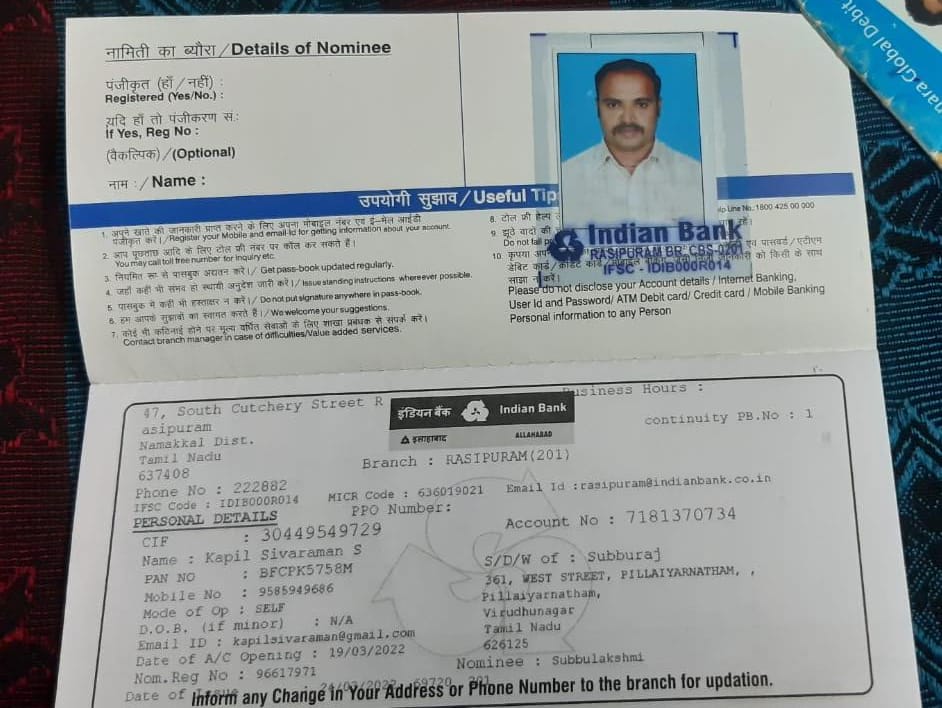 नामिती का ब्यौरा/Details of Nominee
पंजीकृत (हाँ/नहीं) :
Registered (Yes/No.) :
यदि हाँ तो पंजीकरण सं.:
If Yes, Reg No :
(वैकल्पिक)/(Optional)
नाम :/Name :
उपयोगी सुझाव/Useful Tip
1. अपने खाते की जानकारी प्राप्त करने के लिए अपना मोबाइल नंबर एवं ई-मेल आईडी
पंजीकृत करें।/Register your Mobile and email-Id for getting information about your account.
2. आप पूछताछ आदि के लिए टोल फ्री नंबर पर कॉल कर सकते हैं।
You may call toll free number for inquiry etc.
3. नियमित रूप से पासबुक अद्यतन करें।/ Get pass-book updated regularly.
4. जहाँ कहीं भी संभव हो स्थायी अनुदेश जारी करें।/ Issue standing instructions whereever possible.
5. पासबुक में कहीं भी हस्ताक्षर न करें।/ Do not put signature anywhere in pass-book.
6. हम आपके सुझावों का स्वागत करते हैं।/ We welcome your suggestions.
7. कोई भी कठिनाई होने पर मूल्य वर्धित सेवाओं के लिए शाखा प्रबंधक से संपर्क करें।
Contact branch manager in case of difficulties/Value added services.
8. टोल फ्री हेल्प
Line No.: 1800 425 00 000
9. झूठे वादों की
Do not fall
10. कृपया
एवं पासवर्ड/एटीएम
डेबिट कार्ड/क्रेडिट कार्ड/
को किसी के साथ
साझा न करें।
Please do not disclose your Account details / Internet Banking,
User Id and Password/ ATM Debit card/ Credit card / Mobile Banking
Personal information to any Person
Indian Bank
RASIPURAM BR. CBS-0201
IFSC - IDIB000R014
ara Global Debit
47, South Cutchery Street R
asipuram
Namakkal Dist.
Tamil Nadu
637408
Phone No : 222882
IFSC Code : IDIB000R014
इंडियन बैंक Indian Bank
इलाहाबाद ALLAHABAD
usiness Hours :
continuity PB.No : 1
Branch : RASIPURAM(201)
MICR Code : 636019021
Email Id :rasipuram@indianbank.co.in
PPO Number:
PERSONAL DETAILS
Account No : 7181370734
CIF : 30449549729
Name : Kapil Sivaraman S
PAN NO : BFCPK5758M
Mobile No : 9585949686
Mode of Op : SELF
D.O.B. (if minor) : N/A
Email ID : kapilsivaraman@gmail.com
Date of A/C Opening : 19/03/2022
Nom.Reg No : 96617971
S/D/W of : Subburaj
361, WEST STREET, PILLAIYARNATHAM, ,
Pillaiyarnatham,
Virudhunagar
Tamil Nadu
626125
Nominee : Subbulakshmi
Date of
Inform any Change in Your Address or Phone Number to the branch for updation.